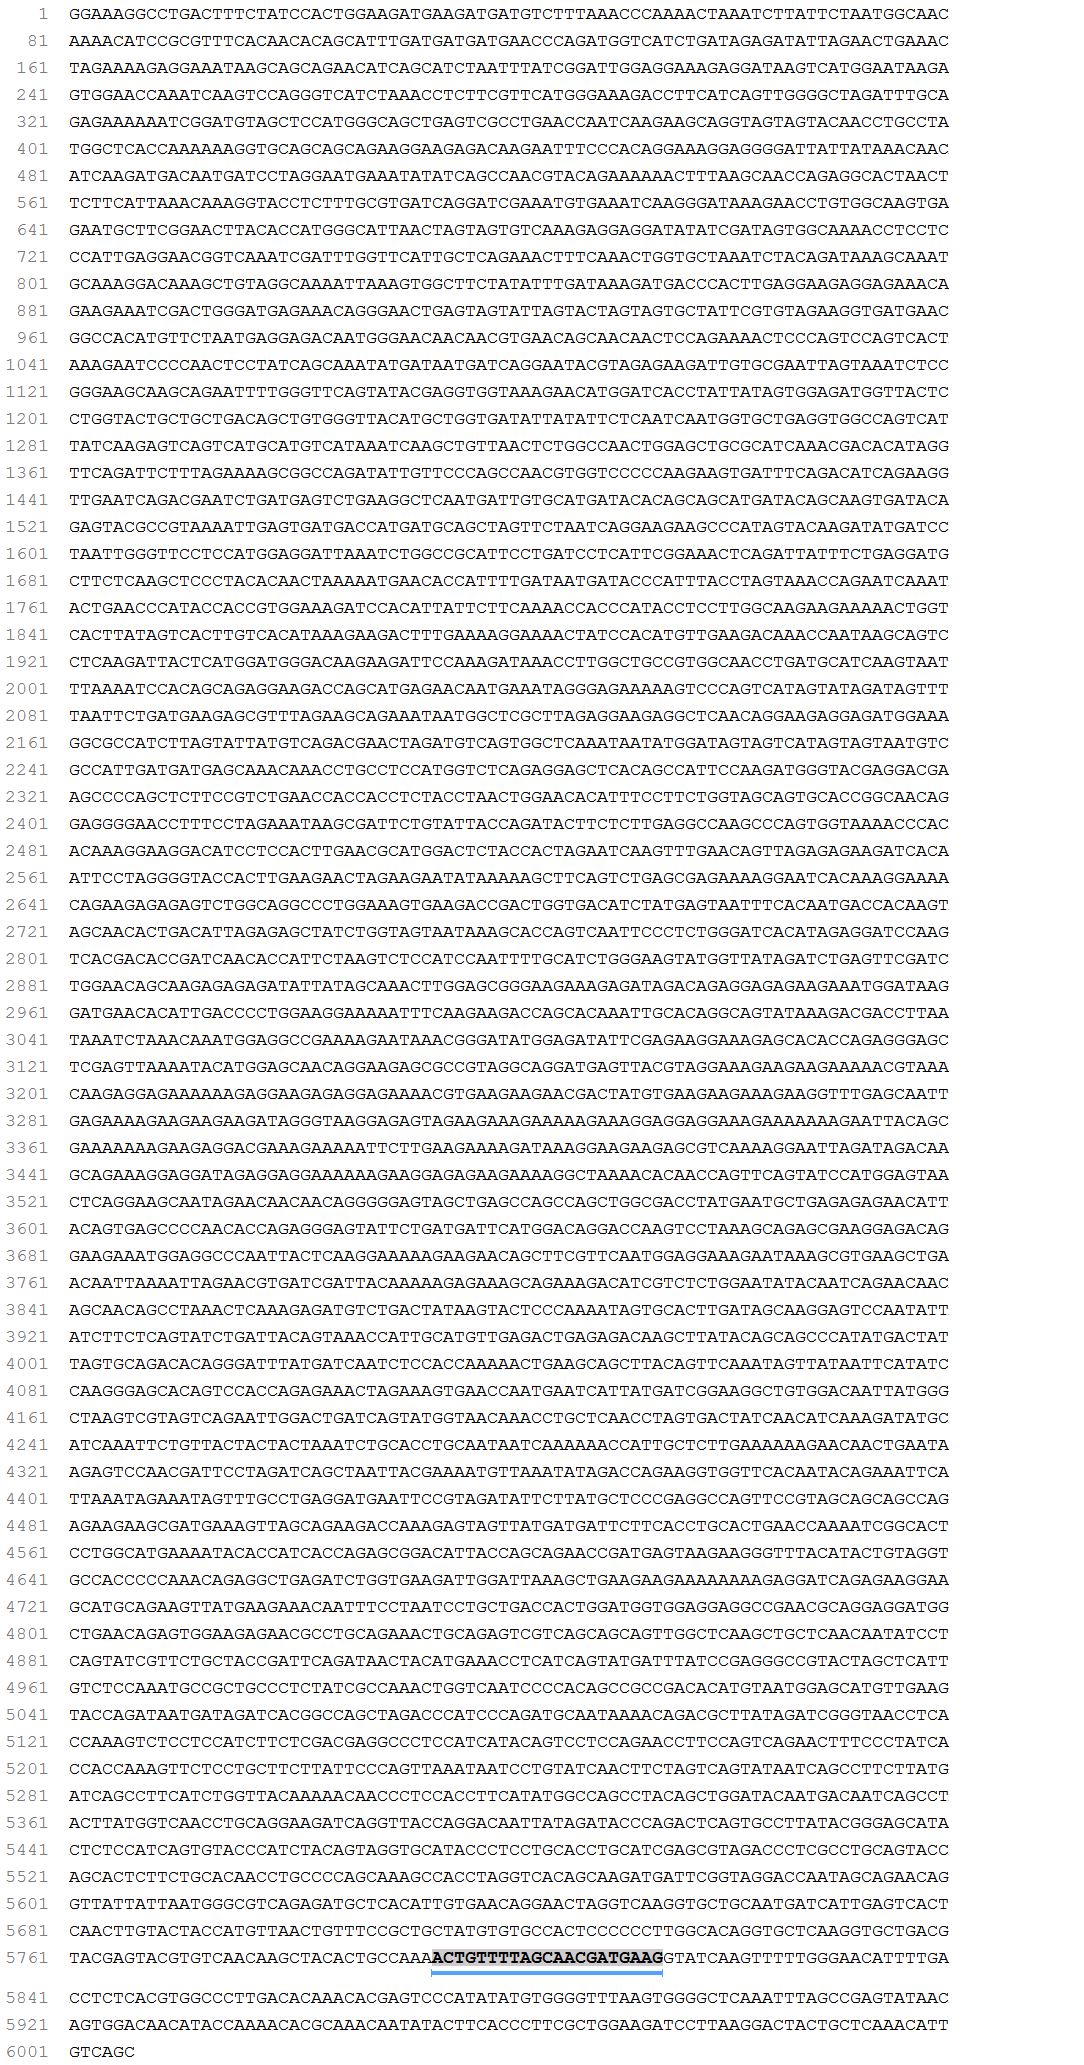 1 GGAAAGGCCTGACTTTCTATCCACTGGAAGATGAAGATGATGTCTTTAAACCCAAAACTAAATCTTATTCTAATGGCAAC
81 AAAACATCCGCGTTTCACAACACAGCATTTGATGATGATGAACCCAGATGGTCATCTGATAGAGATATTAGAACTGAAAC
161 TAGAAAAGAGGAAATAAGCAGCAGAACATCAGCATCTAATTTATCGGATTGGAGGAAAGAGGATAAGTCATGGAATAAGA
241 GTGGAACCAAATCAAGTCCAGGGTCATCTAAACCTCTTCGTTCATGGGAAAGACCTTCATCAGTTGGGGCTAGATTTGCA
321 GAGAAAAAATCGGATGTAGCTCCATGGGCAGCTGAGTCGCCTGAACCAATCAAGAAGCAGGTAGTAGTACAACCTGCCTA
401 TGGCTCACCAAAAAAGGTGCAGCAGCAGAAGGAAGAGACAAGAATTTCCCACAGGAAAGGAGGGGATTATTATAAACAAC
481 ATCAAGATGACAATGATCCTAGGAATGAAATATATCAGCCAACGTACAGAAAAAACTTTAAGCAACCAGAGGCACTAACT
561 TCTTCATTAAACAAAGGTACCTCTTTGCGTGATCAGGATCGAAATGTGAAATCAAGGGATAAAGAACCTGTGGCAAGTGA
641 GAATGCTTCGGAACTTACACCATGGGCATTAACTAGTAGTGTCAAAGAGGAGGATATATCGATAGTGGCAAAACCTCCTC
721 CCATTGAGGAACGGTCAAATCGATTTGGTTCATTGCTCAGAAACTTTCAAACTGGTGCTAAATCTACAGATAAAGCAAAT
801 GCAAAGGACAAAGCTGTAGGCAAAATTAAAGTGGCTTCTATATTTGATAAAGATGACCCACTTGAGGAAGAGGAGAAACA
881 GAAGAAATCGACTGGGATGAGAAACAGGGAACTGAGTAGTATTAGTACTAGTAGTGCTATTCGTGTAGAAGGTGATGAAC
961 GGCCACATGTTCTAATGAGGAGACAATGGGAACAACAACGTGAACAGCAACAACTCCAGAAAACTCCCAGTCCAGTCACT
1041 AAAGAATCCCCAACTCCTATCAGCAAATATGATAATGATCAGGAATACGTAGAGAAGATTGTGCGAATTAGTAAATCTCC
1121 GGGAAGCAAGCAGAATTTTGGGTTCAGTATACGAGGTGGTAAAGAACATGGATCACCTATTATAGTGGAGATGGTTACTC
1201 CTGGTACTGCTGCTGACAGCTGTGGGTTACATGCTGGTGATATTATATTCTCAATCAATGGTGCTGAGGTGGCCAGTCAT
1281 TATCAAGAGTCAGTCATGCATGTCATAAATCAAGCTGTTAACTCTGGCCAACTGGAGCTGCGCATCAAACGACACATAGG
1361 TTCAGATTCTTTAGAAAAGCGGCCAGATATTGTTCCCAGCCAACGTGGTCCCCCAAGAAGTGATTTCAGACATCAGAAGG
1441 TTGAATCAGACGAATCTGATGAGTCTGAAGGCTCAATGATTGTGCATGATACACAGCAGCATGATACAGCAAGTGATACA
1521 GAGTACGCCGTAAAATTGAGTGATGACCATGATGCAGCTAGTTCTAATCAGGAAGAAGCCCATAGTACAAGATATGATCC
1601 TAATTGGGTTCCTCCATGGAGGATTAAATCTGGCCGCATTCCTGATCCTCATTCGGAAACTCAGATTATTTCTGAGGATG
1681 CTTCTCAAGCTCCCTACACAACTAAAAATGAACACCATTTTGATAATGATACCCATTTACCTAGTAAACCAGAATCAAAT
1761 ACTGAACCCATACCACCGTGGAAAGATCCACATTATTCTTCAAAACCACCCATACCTCCTTGGCAAGAAGAAAAACTGGT
1841 CACTTATAGTCACTTGTCACATAAAGAAGACTTTGAAAAGGAAAACTATCCACATGTTGAAGACAAACCAATAAGCAGTC
1921 CTCAAGATTACTCATGGATGGGACAAGAAGATTCCAAAGATAAACCTTGGCTGCCGTGGCAACCTGATGCATCAAGTAAT
2001 TTAAAATCCACAGCAGAGGAAGACCAGCATGAGAACAATGAAATAGGGAGAAAAAGTCCCAGTCATAGTATAGATAGTTT
2081 TAATTCTGATGAAGAGCGTTTAGAAGCAGAAATAATGGCTCGCTTAGAGGAAGAGGCTCAACAGGAAGAGGAGATGGAAA
2161 GGCGCCATCTTAGTATTATGTCAGACGAACTAGATGTCAGTGGCTCAAATAATATGGATAGTAGTCATAGTAGTAATGTC
2241 GCCATTGATGATGAGCAAACAAACCTGCCTCCATGGTCTCAGAGGAGCTCACAGCCATTCCAAGATGGGTACGAGGACGA
2321 AGCCCCAGCTCTTCCGTCTGAACCACCACCTCTACCTAACTGGAACACATTTCCTTCTGGTAGCAGTGCACCGGCAACAG
2401 GAGGGGAACCTTTCCTAGAAATAAGCGATTCTGTATTACCAGATACTTCTCTTGAGGCCAAGCCCAGTGGTAAAACCCAC
2481 ACAAAGGAAGGACATCCTCCACTTGAACGCATGGACTCTACCACTAGAATCAAGTTTGAACAGTTAGAGAGAAGATCACA
2561 ATTCCTAGGGGTACCACTTGAAGAACTAGAAGAATATAAAAAGCTTCAGTCTGAGCGAGAAAAGGAATCACAAAGGAAAA
2641 CAGAAGAGAGAGTCTGGCAGGCCCTGGAAAGTGAAGACCGACTGGTGACATCTATGAGTAATTTCACAATGACCACAAGT
2721 AGCAACACTGACATTAGAGAGCTATCTGGTAGTAATAAAGCACCAGTCAATTCCCTCTGGGATCACATAGAGGATCCAAG
2801 TCACGACACCGATCAACACCATTCTAAGTCTCCATCCAATTTTGCATCTGGGAAGTATGGTTATAGATCTGAGTTCGATC
2881 TGGAACAGCAAGAGAGAGATATTATAGCAAACTTGGAGCGGGAAGAAAGAGATAGACAGAGGAGAGAAGAAATGGATAAG
2961 GATGAACACATTGACCCCTGGAAGGAAAAATTTCAAGAAGACCAGCACAAATTGCACAGGCAGTATAAAGACGACCTTAA
3041 TAAATCTAAACAAATGGAGGCCGAAAAGAATAAACGGGATATGGAGATATTCGAGAAGGAAAGAGCACACCAGAGGGAGC
3121 TCGAGTTAAAATACATGGAGCAACAGGAAGAGCGCCGTAGGCAGGATGAGTTACGTAGGAAAGAAGAAGAAAAACGTAAA
3201 CAAGAGGAGAAAAAAGAGGAAGAGAGGAGAAAACGTGAAGAAGAACGACTATGTGAAGAAGAAAGAAGGTTTGAGCAATT
3281 GAGAAAAGAAGAAGAAGATAGGGTAAGGAGAGTAGAAGAAAGAAAAAGAAAGGAGGAGGAAAGAAAAAAAGAATTACAGC
3361 GAAAAAAAGAAGAGGACGAAAGAAAAATTCTTGAAGAAAAGATAAAGGAAGAAGAGCGTCAAAAGGAATTAGATAGACAA
3441 GCAGAAAGGAGGATAGAGGAGGAAAAAAGAAGGAGAGAAGAAAAGGCTAAAACACAACCAGTTCAGTATCCATGGAGTAA
3521 CTCAGGAAGCAATAGAACAACAACAGGGGGAGTAGCTGAGCCAGCCAGCTGGCGACCTATGAATGCTGAGAGAGAACATT
3601 ACAGTGAGCCCCAACACCAGAGGGAGTATTCTGATGATTCATGGACAGGACCAAGTCCTAAAGCAGAGCGAAGGAGACAG
3681 GAAGAAATGGAGGCCCAATTACTCAAGGAAAAAGAAGAACAGCTTCGTTCAATGGAGGAAAGAATAAAGCGTGAAGCTGA
3761 ACAATTAAAATTAGAACGTGATCGATTACAAAAAGAGAAAGCAGAAAGACATCGTCTCTGGAATATACAATCAGAACAAC
3841 AGCAACAGCCTAAACTCAAAGAGATGTCTGACTATAAGTACTCCCAAAATAGTGCACTTGATAGCAAGGAGTCCAATATT
3921 ATCTTCTCAGTATCTGATTACAGTAAACCATTGCATGTTGAGACTGAGAGACAAGCTTATACAGCAGCCCATATGACTAT
4001 TAGTGCAGACACAGGGATTTATGATCAATCTCCACCAAAAACTGAAGCAGCTTACAGTTCAAATAGTTATAATTCATATC
4081 CAAGGGAGCACAGTCCACCAGAGAAACTAGAAAGTGAACCAATGAATCATTATGATCGGAAGGCTGTGGACAATTATGGG
4161 CTAAGTCGTAGTCAGAATTGGACTGATCAGTATGGTAACAAACCTGCTCAACCTAGTGACTATCAACATCAAAGATATGC
4241 ATCAAATTCTGTTACTACTACTAAATCTGCACCTGCAATAATCAAAAAACCATTGCTCTTGAAAAAAGAACAACTGAATA
4321 AGAGTCCAACGATTCCTAGATCAGCTAATTACGAAAATGTTAAATATAGACCAGAAGGTGGTTCACAATACAGAAATTCA
4401 TTAAATAGAAATAGTTTGCCTGAGGATGAATTCCGTAGATATTCTTATGCTCCCGAGGCCAGTTCCGTAGCAGCAGCCAG
4481 AGAAGAAGCGATGAAAGTTAGCAGAAGACCAAAGAGTAGTTATGATGATTCTTCACCTGCACTGAACCAAAATCGGCACT
4561 CCTGGCATGAAAATACACCATCACCAGAGCGGACATTACCAGCAGAACCGATGAGTAAGAAGGGTTTACATACTGTAGGT
4641 GCCACCCCCAAACAGAGGCTGAGATCTGGTGAAGATTGGATTAAAGCTGAAGAAGAAAAAAAAGAGGATCAGAGAAGGAA
4721 GCATGCAGAAGTTATGAAGAAACAATTTCCTAATCCTGCTGACCACTGGATGGTGGAGGAGGCCGAACGCAGGAGGATGG
4801 CTGAACAGAGTGGAAGAGAACGCCTGCAGAAACTGCAGAGTCGTCAGCAGCAGTTGGCTCAAGCTGCTCAACAATATCCT
4881 CAGTATCGTTCTGCTACCGATTCAGATAACTACATGAAACCTCATCAGTATGATTTATCCGAGGGCCGTACTAGCTCATT
4961 GTCTCCAAATGCCGCTGCCCTCTATCGCCAAACTGGTCAATCCCCACAGCCGCCGACACATGTAATGGAGCATGTTGAAG
5041 TACCAGATAATGATAGATCACGGCCAGCTAGACCCATCCCAGATGCAATAAAACAGACGCTTATAGATCGGGTAACCTCA
5121 CCAAAGTCTCCTCCATCTTCTCGACGAGGCCCTCCATCATACAGTCCTCCAGAACCTTCCAGTCAGAACTTTCCCTATCA
5201 CCACCAAAGTTCTCCTGCTTCTTATTCCCAGTTAAATAATCCTGTATCAACTTCTAGTCAGTATAATCAGCCTTCTTATG
5281 ATCAGCCTTCATCTGGTTACAAAAACAACCCTCCACCTTCATATGGCCAGCCTACAGCTGGATACAATGACAATCAGCCT
5361 ACTTATGGTCAACCTGCAGGAAGATCAGGTTACCAGGACAATTATAGATACCCAGACTCAGTGCCTTATACGGGAGCATA
5441 CTCTCCATCAGTGTACCCATCTACAGTAGGTGCATACCCTCCTGCACCTGCATCGAGCGTAGACCCTCGCCTGCAGTACC
5521 AGCACTCTTCTGCACAACCTGCCCCAGCAAAGCCACCTAGGTCACAGCAAGATGATTCGGTAGGACCAATAGCAGAACAG
5601 GTTATTATTAATGGGCGTCAGAGATGCTCACATTGTGAACAGGAACTAGGTCAAGGTGCTGCAATGATCATTGAGTCACT
5681 CAACTTGTACTACCATGTTAACTGTTTCCGCTGCTATGTGTGCCACTCCCCCCTTGGCACAGGTGCTCAAGGTGCTGACG
5761 TACGAGTACGTGTCAACAAGCTACACTGCCAAAACTGTTTTAGCAACGATGAAGGTATCAAGTTTTTGGGAACATTTTGA
5841 CCTCTCACGTGGCCCTTGACACAAACACGAGTCCCATATATGTGGGGTTTAAGTGGGGCTCAAATTTAGCCGAGTATAAC
5921 AGTGGACAACATACCAAAACACGCAAACAATATACTTCACCCTTCGCTGGAAGATCCTTAAGGACTACTGCTCAAACATT
6001 GTCAGC